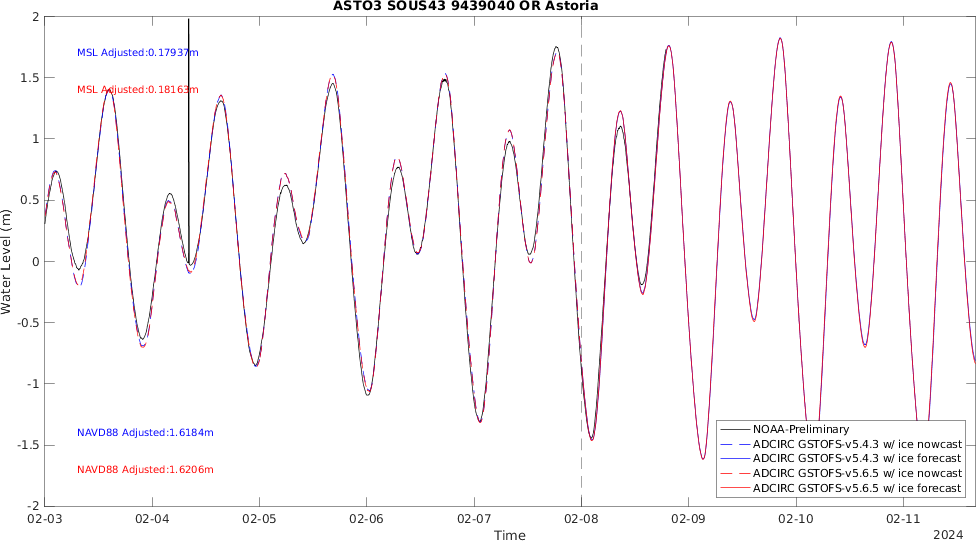 ASTO3 SOUS43 9439040 OR Astoria
2
1.5
1
0.5
0
-0.5
-1
-1.5
-2
Water Level (m)
MSL Adjusted:0.17937m
MSL Adjusted:0.18163m
NAVD88 Adjusted:1.6184m
NAVD88 Adjusted:1.6206m
NOAA-Preliminary
ADCIRC GSTOFS-v5.4.3 w/ ice nowcast
ADCIRC GSTOFS-v5.4.3 w/ ice forecast
ADCIRC GSTOFS-v5.6.5 w/ ice nowcast
ADCIRC GSTOFS-v5.6.5 w/ ice forecast
02-03 02-04 02-05 02-06 02-07 02-08 02-09 02-10 02-11
Time
2024